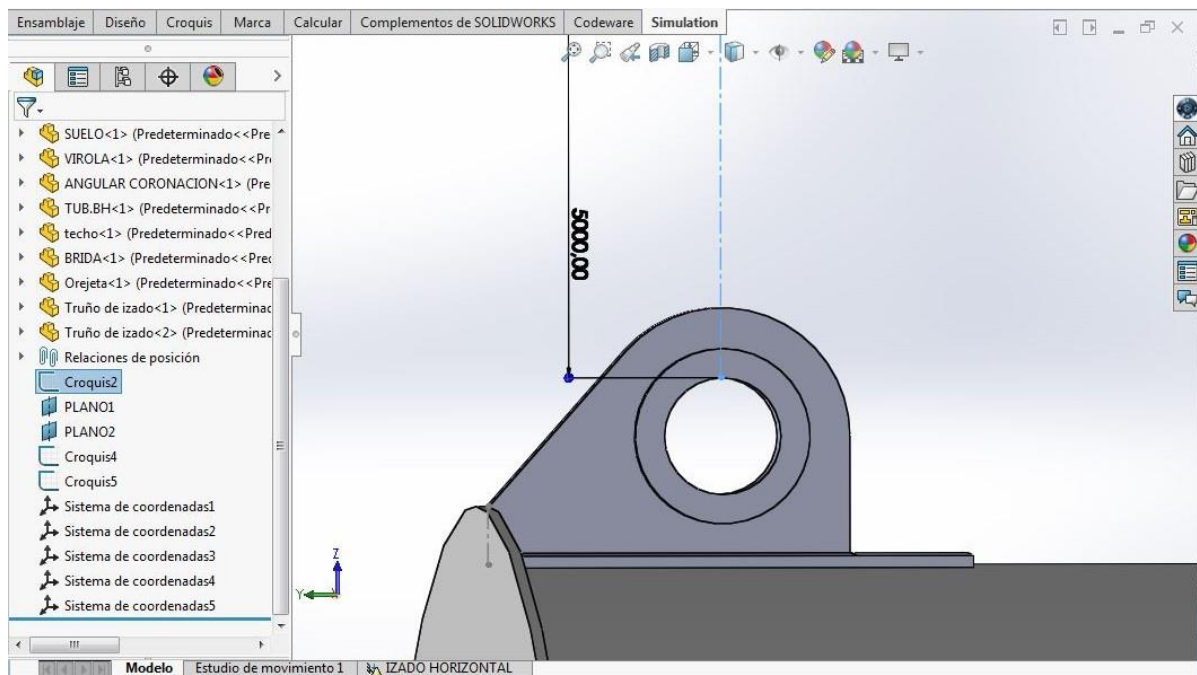 Ensamblaje Diseño Croquis Marca Calcular Complementos de SOLIDWORKS Codeware Simulation
SUELO<1> (Predeterminado<<Pre
VIROLA<1> (Predeterminado<<Pr
ANGULAR CORONACION<1> (Pre
TUB.BH<1> (Predeterminado<<Pr
techo<1> (Predeterminado<<Pred
BRIDA<1> (Predeterminado<<Pred
Orejeta<1> (Predeterminado<<Pre
Truño de izado<1> (Predeterminac
Truño de izado<2> (Predeterminac
Relaciones de posición
Croquis2
PLANO1
PLANO2
Croquis4
Croquis5
Sistema de coordenadas1
Sistema de coordenadas2
Sistema de coordenadas3
Sistema de coordenadas4
Sistema de coordenadas5
5000,00
Z
Y
Modelo Estudio de movimiento 1 IZADO HORIZONTAL